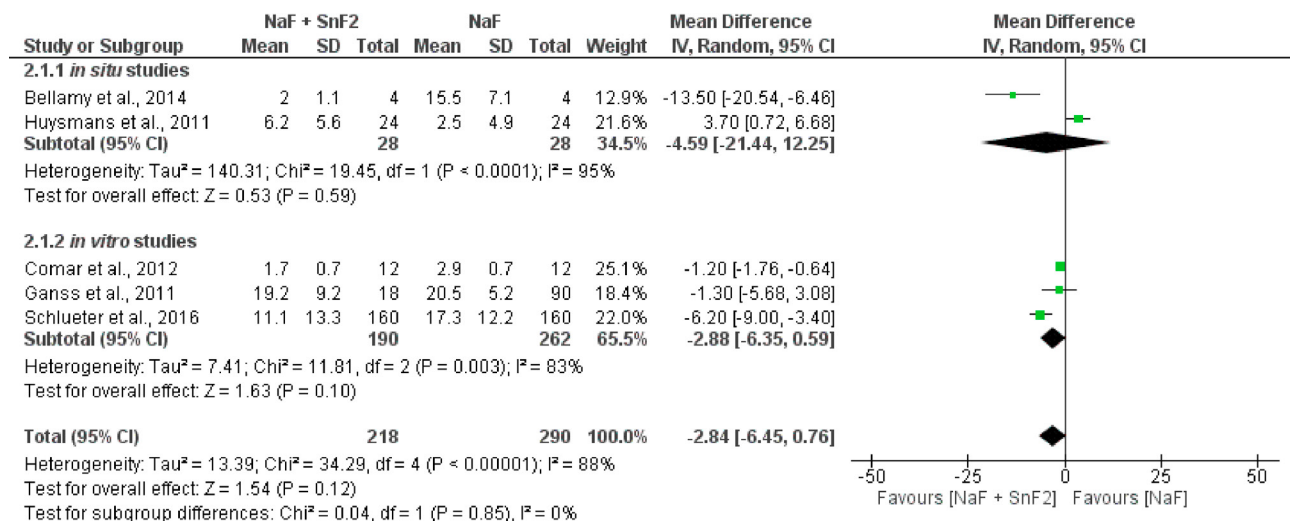 NaF + SnF2 NaF Mean Difference Mean Difference
Study or Subgroup Mean SD Total Mean SD Total Weight IV, Random, 95% CI IV, Random, 95% CI
2.1.1 in situ studies
Bellamy et al., 2014 2 1.1 4 15.5 7.1 4 12.9% -13.50 [-20.54, -6.46]
Huysmans et al., 2011 6.2 5.6 24 2.5 4.9 24 21.6% 3.70 [0.72, 6.68]
Subtotal (95% CI) 28 28 34.5% -4.59 [-21.44, 12.25]
Heterogeneity: Tau² = 140.31; Chi² = 19.45, df = 1 (P < 0.0001); I² = 95%
Test for overall effect: Z = 0.53 (P = 0.59)
2.1.2 in vitro studies
Comar et al., 2012 1.7 0.7 12 2.9 0.7 12 25.1% -1.20 [-1.76, -0.64]
Ganss et al., 2011 19.2 9.2 18 20.5 5.2 90 18.4% -1.30 [-5.68, 3.08]
Schlueter et al., 2016 11.1 13.3 160 17.3 12.2 160 22.0% -6.20 [-9.00, -3.40]
Subtotal (95% CI) 190 262 65.5% -2.88 [-6.35, 0.59]
Heterogeneity: Tau² = 7.41; Chi² = 11.81, df = 2 (P = 0.003); I² = 83%
Test for overall effect: Z = 1.63 (P = 0.10)
Total (95% CI) 218 290 100.0% -2.84 [-6.45, 0.76]
Heterogeneity: Tau² = 13.39; Chi² = 34.29, df = 4 (P < 0.00001); I² = 88%
Test for overall effect: Z = 1.54 (P = 0.12)
Test for subgroup differences: Chi² = 0.04, df = 1 (P = 0.85), I² = 0%
-50 -25 0 25 50
Favours [NaF + SnF2] Favours [NaF]